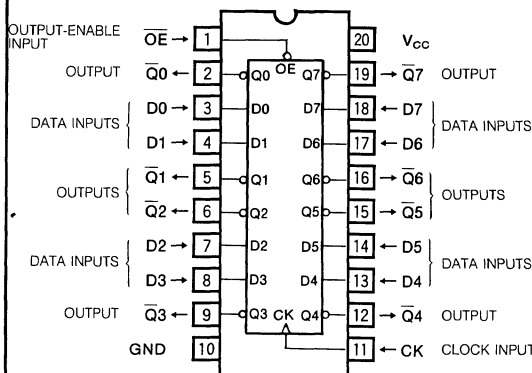 OUTPUT-ENABLE
INPUT
OE → 1
20 VCC
OE
OUTPUT Q0 ← 2 Q0 Q7 19 → Q7 OUTPUT
DATA INPUTS
D0 → 3 D0 D7 18 ← D7
D1 → 4 D1 D6 17 ← D6
DATA INPUTS
OUTPUTS
Q1 ← 5 Q1 Q6 16 → Q6
Q2 ← 6 Q2 Q5 15 → Q5
OUTPUTS
DATA INPUTS
D2 → 7 D2 D5 14 ← D5
D3 → 8 D3 D4 13 ← D4
DATA INPUTS
OUTPUT Q3 ← 9 Q3 CK Q4 12 → Q4 OUTPUT
GND 10 11 ← CK CLOCK INPUT